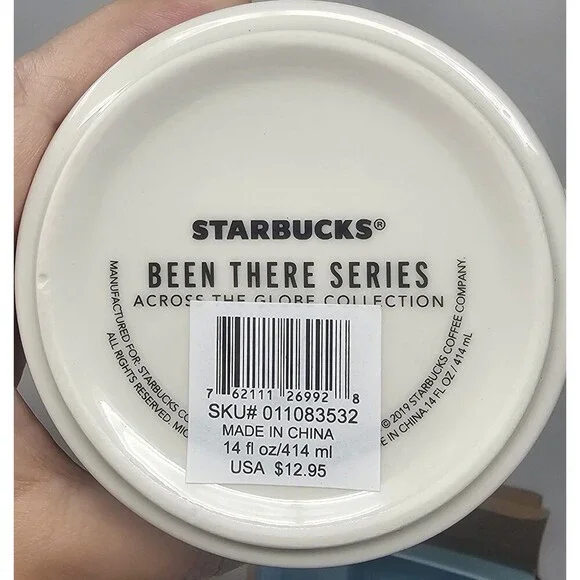 STARBUCKS®
BEEN THERE SERIES
ACROSS THE GLOBE COLLECTION
MANUFACTURED FOR: STARBUCKS
ALL RIGHTS RESERVED.
© 2019 STARBUCKS COFFEE COMPANY.
IN CHINA. 14 FL OZ / 414 mL
7 62111 26992 8
SKU# 011083532
MADE IN CHINA
14 fl oz/414 ml
USA $12.95